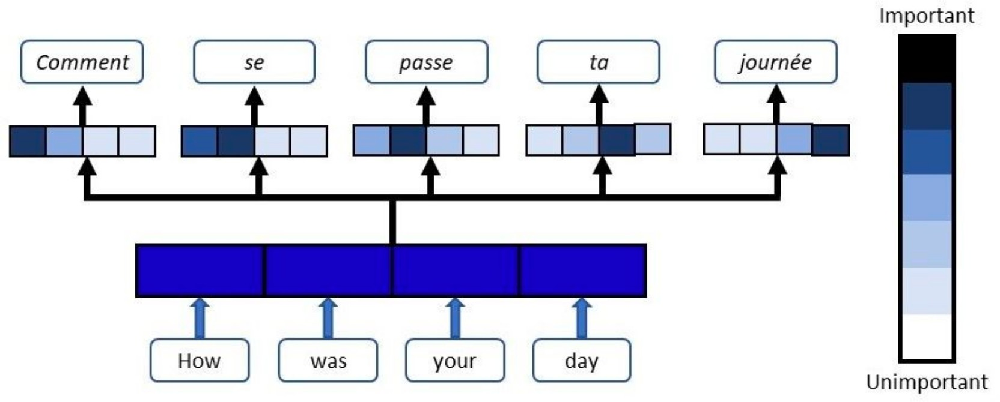 Important
Comment se passe ta journée
How was your day
Unimportant